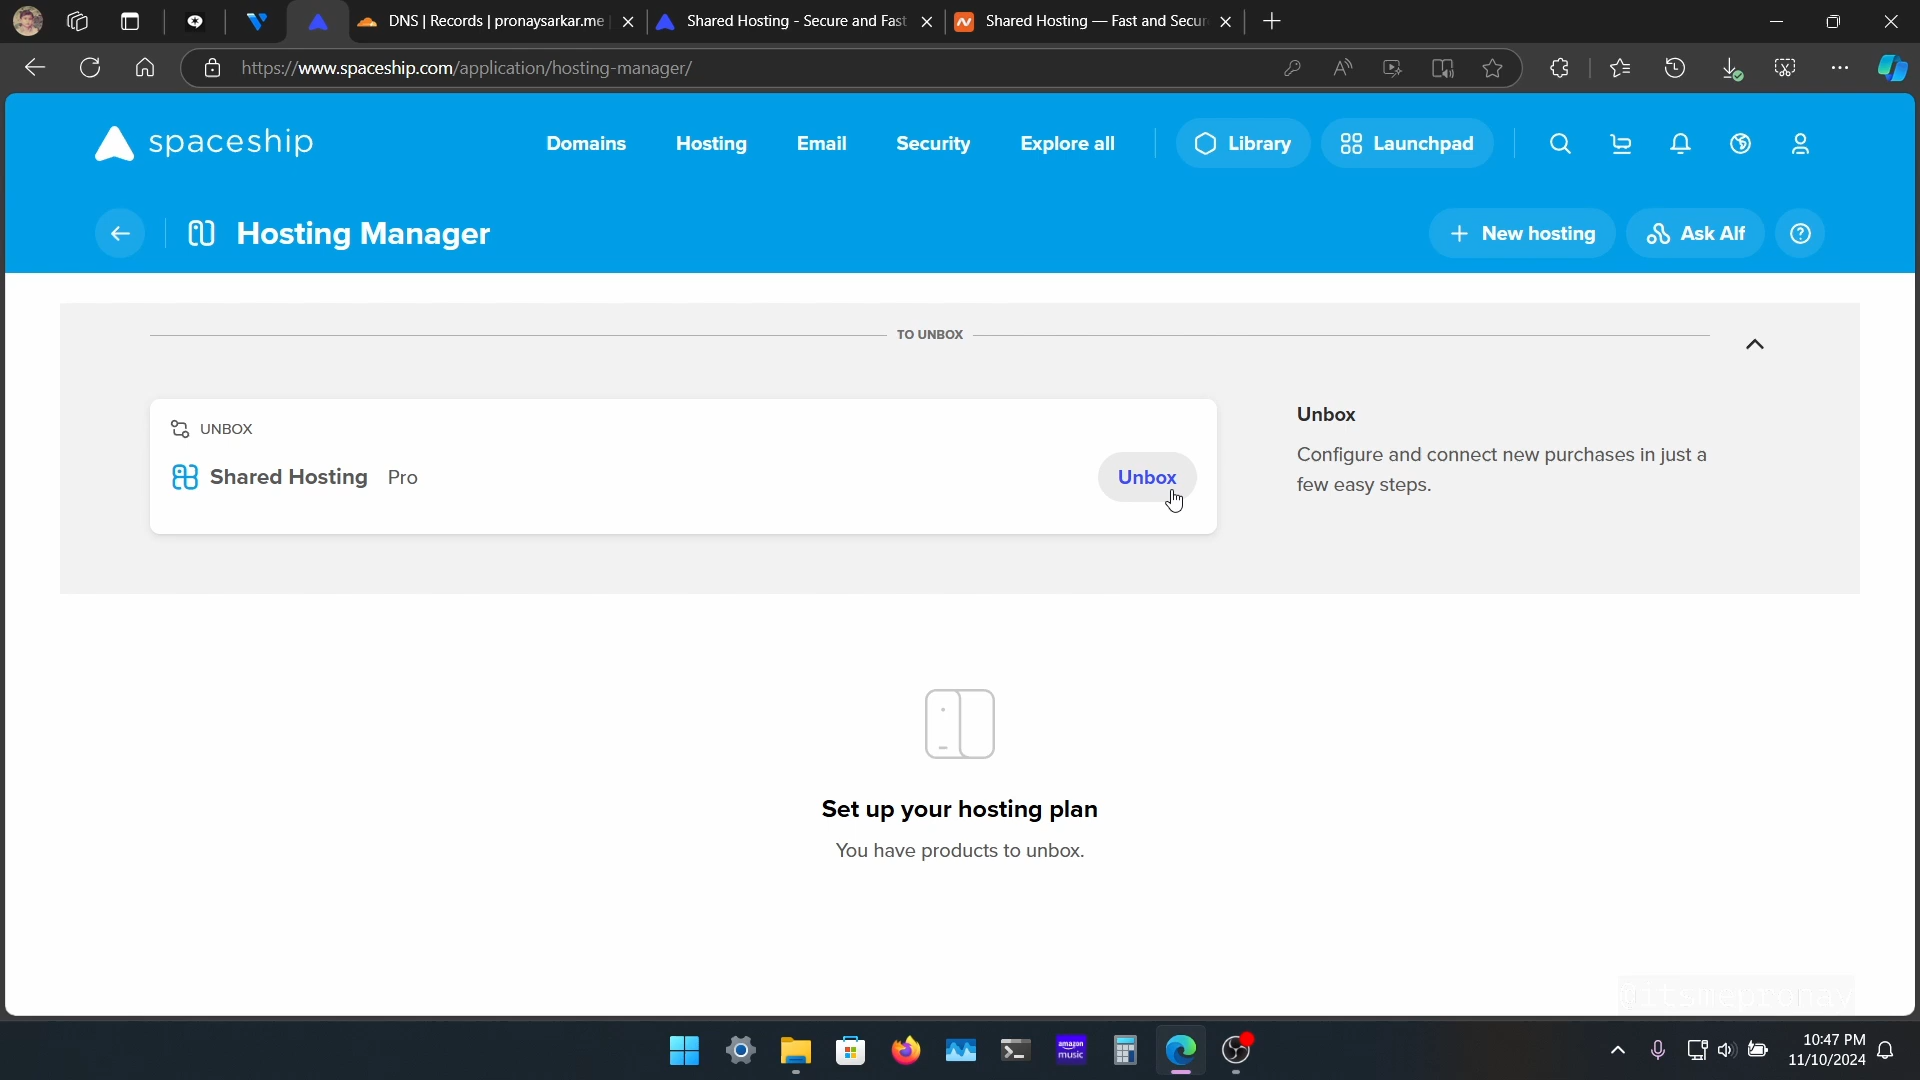 DNS | Records | pronaysarkar.me
Shared Hosting - Secure and Fast
Shared Hosting — Fast and Secur
https://www.spaceship.com/application/hosting-manager/
spaceship
Domains
Hosting
Email
Security
Explore all
Library
Launchpad
Hosting Manager
New hosting
Ask Alf
TO UNBOX
UNBOX
Shared Hosting Pro
Unbox
Unbox
Configure and connect new purchases in just a
few easy steps.
Set up your hosting plan
You have products to unbox.
@itsmepronay
amazon
music
10:47 PM
11/10/2024